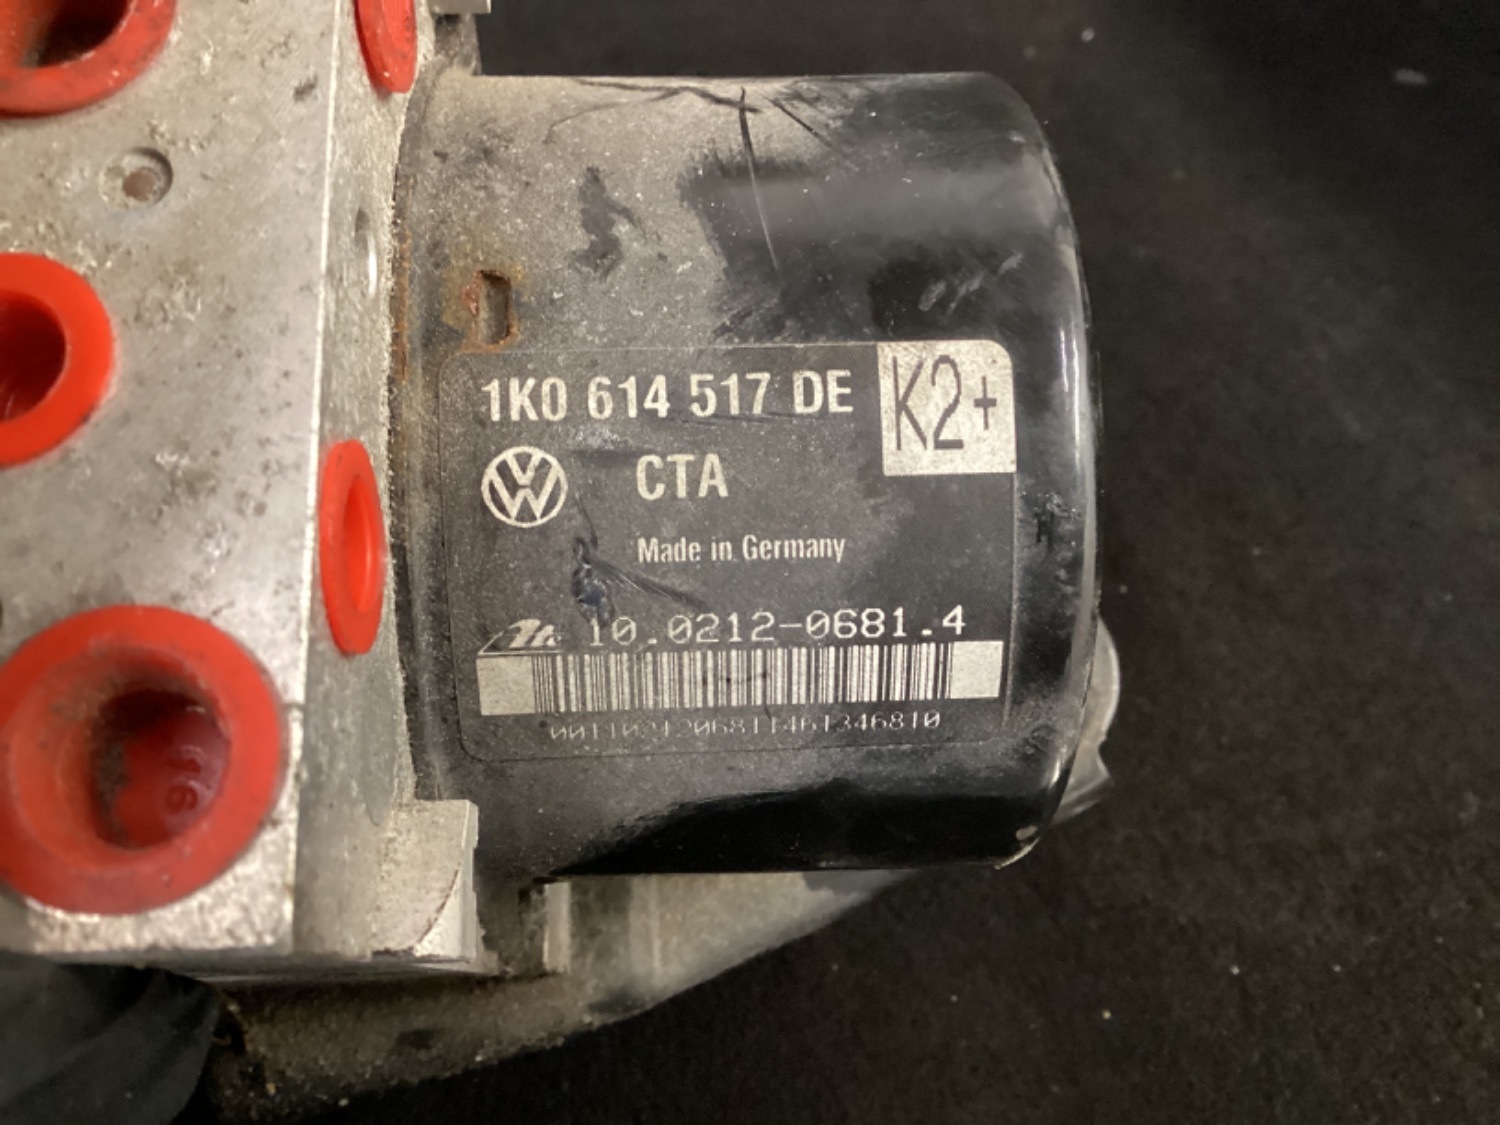 1K0 614 517 DE
K2+
CTA
Made in Germany
10.0212-0681.4